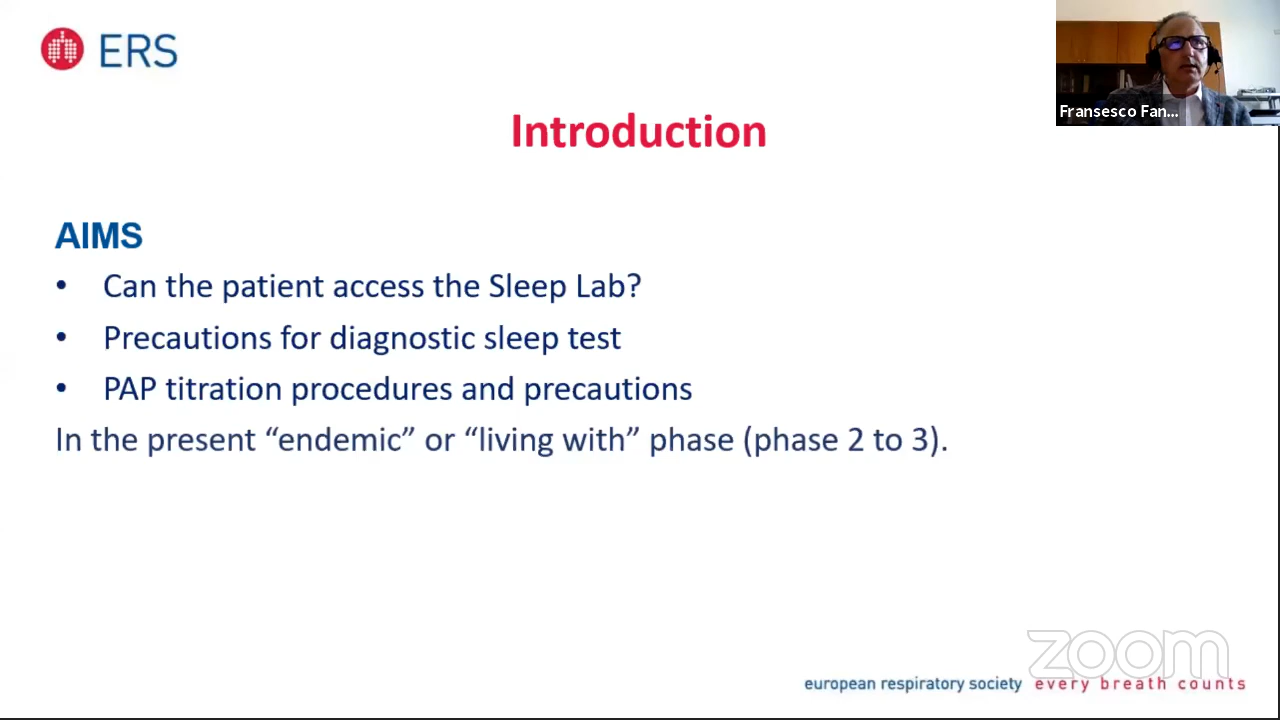 ERS
Fransesco Fan...
Introduction
AIMS
• Can the patient access the Sleep Lab?
• Precautions for diagnostic sleep test
• PAP titration procedures and precautions
In the present “endemic” or “living with” phase (phase 2 to 3).
zoom
european respiratory society every breath counts